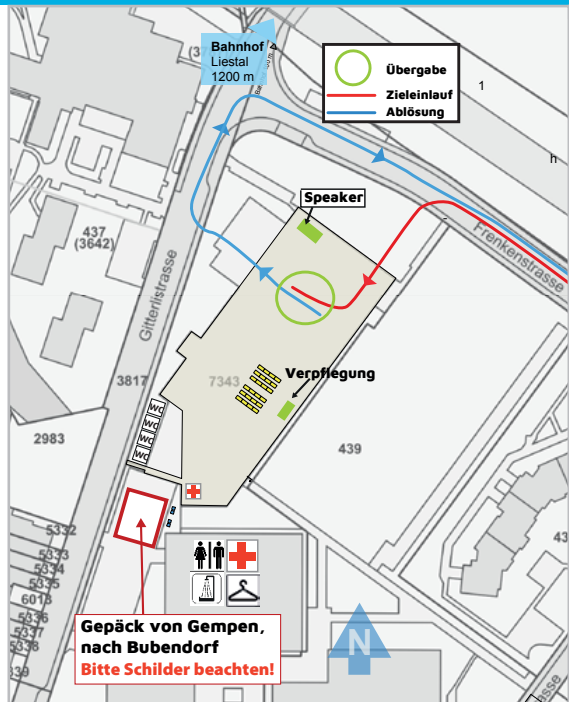 Bahnhof
Liestal
1200 m
Übergabe
Zieleinlauf
Ablösung
1
h
Speaker
437
(3642)
Frenkenstrasse
Gitterlistrasse
3817
7343
Verpflegung
WC
WC
WC
WC
2983
439
5332
5333
5334
5335
6013
5336
5337
5338
Gepäck von Gempen,
nach Bubendorf
Bitte Schilder beachten!
N